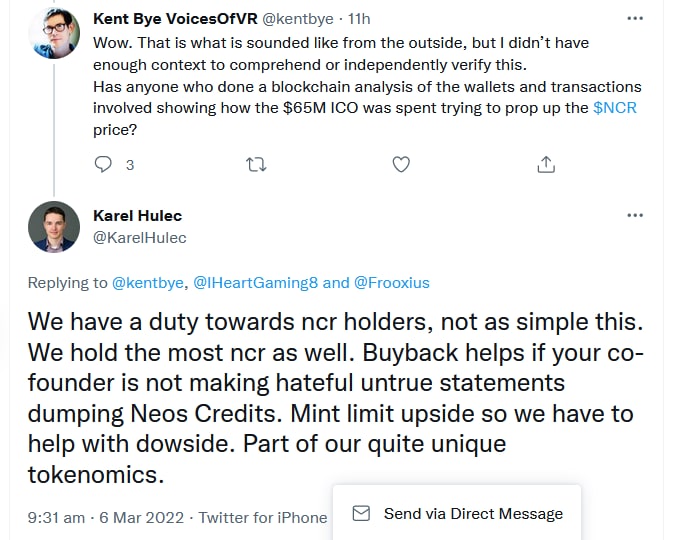 Kent Bye VoicesOfVR @kentbye · 11h
Wow. That is what is sounded like from the outside, but I didn't have
enough context to comprehend or independently verify this.
Has anyone who done a blockchain analysis of the wallets and transactions
involved showing how the $65M ICO was spent trying to prop up the $NCR
price?
3
Karel Hulec
@KarelHulec
Replying to @kentbye, @IHeartGaming8 and @Frooxius
We have a duty towards ncr holders, not as simple this.
We hold the most ncr as well. Buyback helps if your co-
founder is not making hateful untrue statements
dumping Neos Credits. Mint limit upside so we have to
help with dowside. Part of our quite unique
tokenomics.
9:31 am · 6 Mar 2022 · Twitter for iPhone
Send via Direct Message